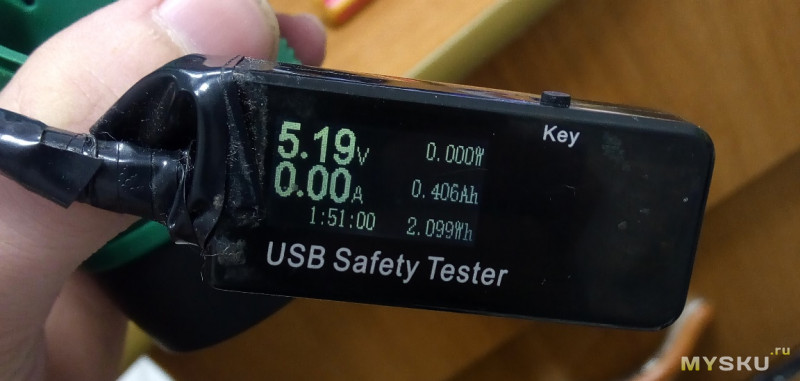 5.19V 0.000W
0.00A 0.406Ah
1:51:00 2.099Wh
Key
USB Safety Tester
MYSKU.ru